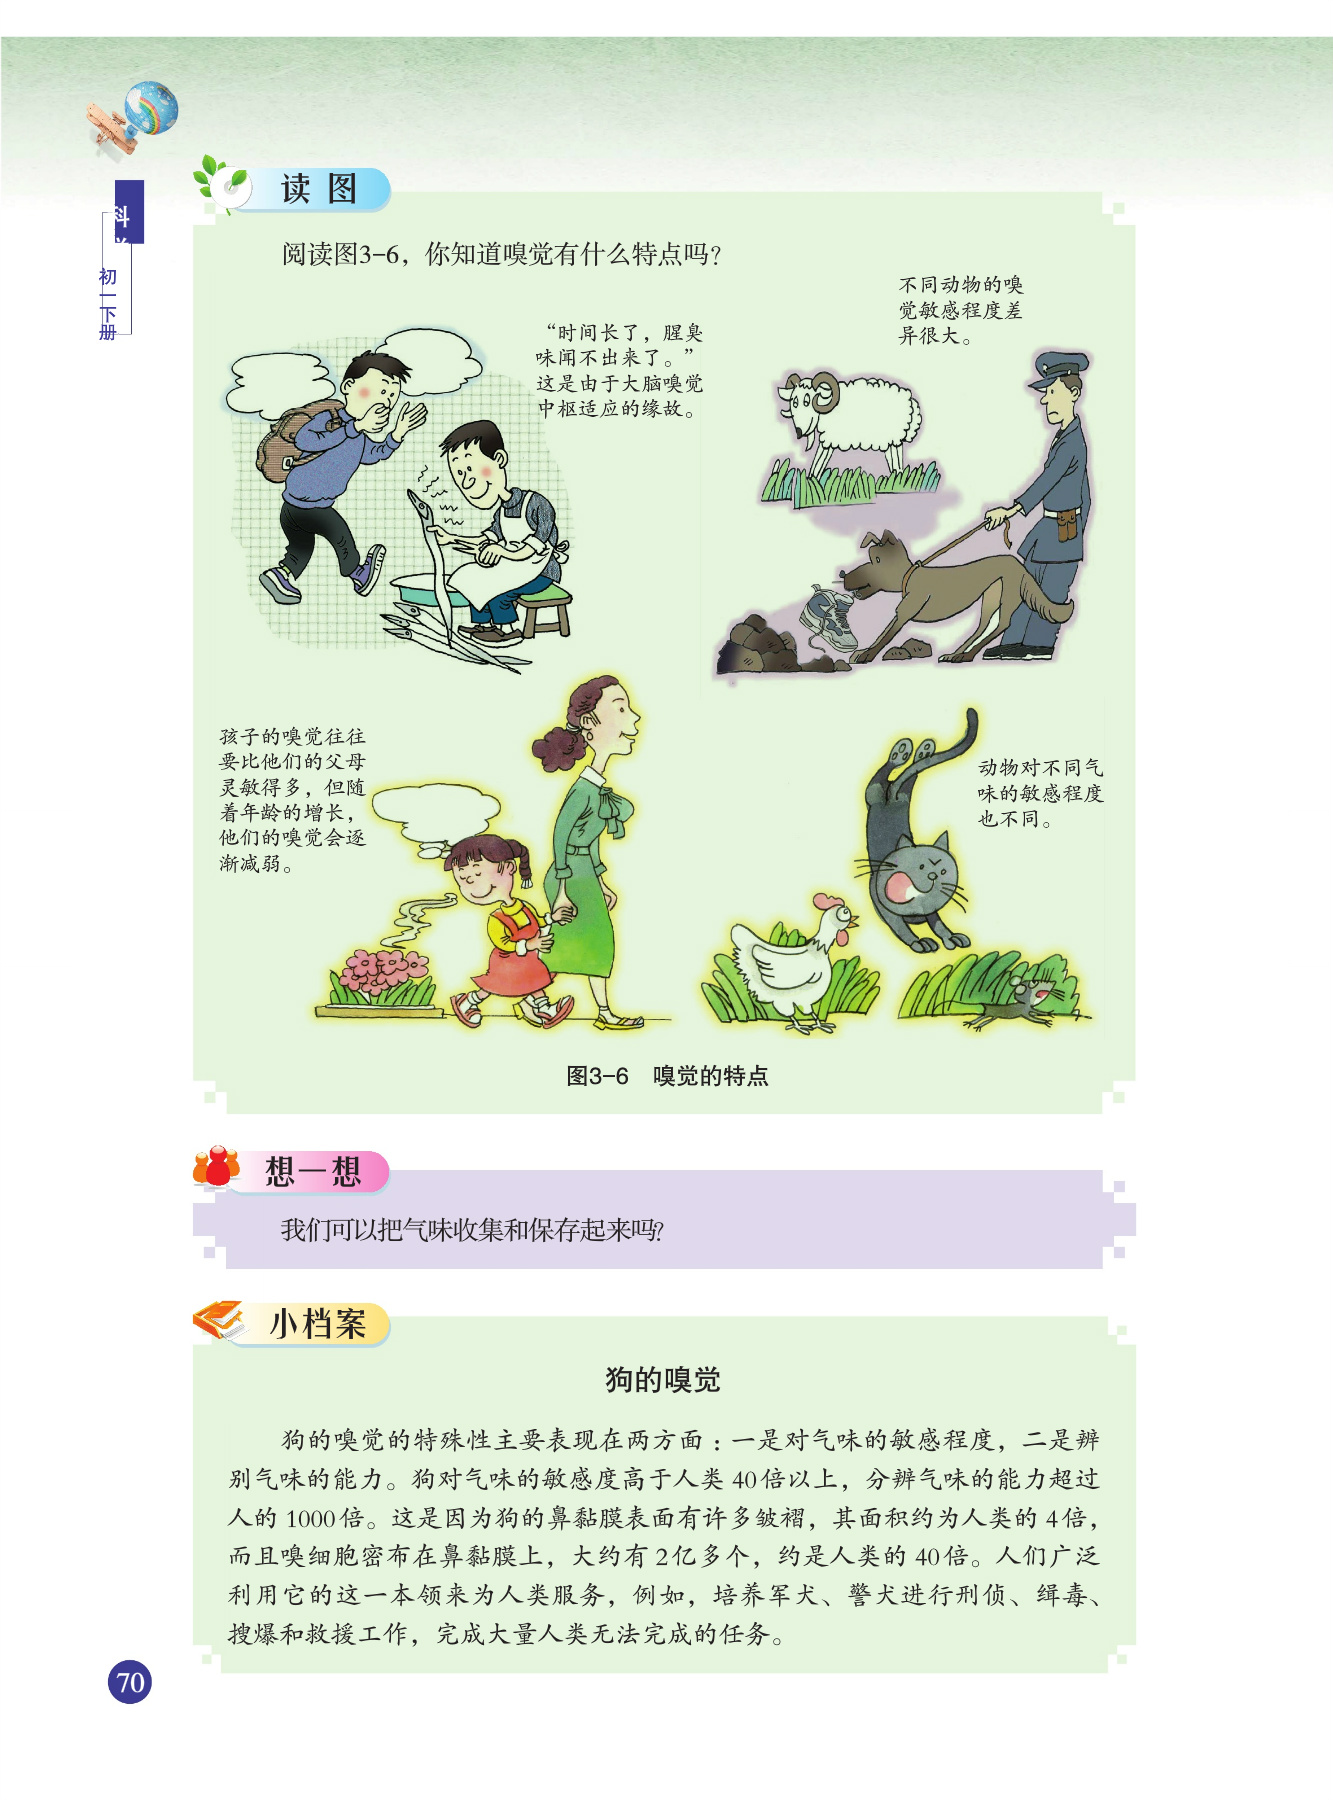 科
初一下册
读图
阅读图3-6，你知道嗅觉有什么特点吗？
“时间长了，腥臭
味闻不出来了。”
这是由于大脑嗅觉
中枢适应的缘故。
不同动物的嗅
觉敏感程度差
异很大。
孩子的嗅觉往往
要比他们的父母
灵敏得多，但随
着年龄的增长，
他们的嗅觉会逐
渐减弱。
动物对不同气
味的敏感程度
也不同。
图3-6 嗅觉的特点
想一想
我们可以把气味收集和保存起来吗？
小档案
狗的嗅觉
狗的嗅觉的特殊性主要表现在两方面：一是对气味的敏感程度，二是辨
别气味的能力。狗对气味的敏感度高于人类 40倍以上，分辨气味的能力超过
人的 1000倍。这是因为狗的鼻黏膜表面有许多皱褶，其面积约为人类的 4倍，
而且嗅细胞密布在鼻黏膜上，大约有 2亿多个，约是人类的 40倍。人们广泛
利用它的这一本领来为人类服务，例如，培养军犬、警犬进行刑侦、缉毒、
搜爆和救援工作，完成大量人类无法完成的任务。
70